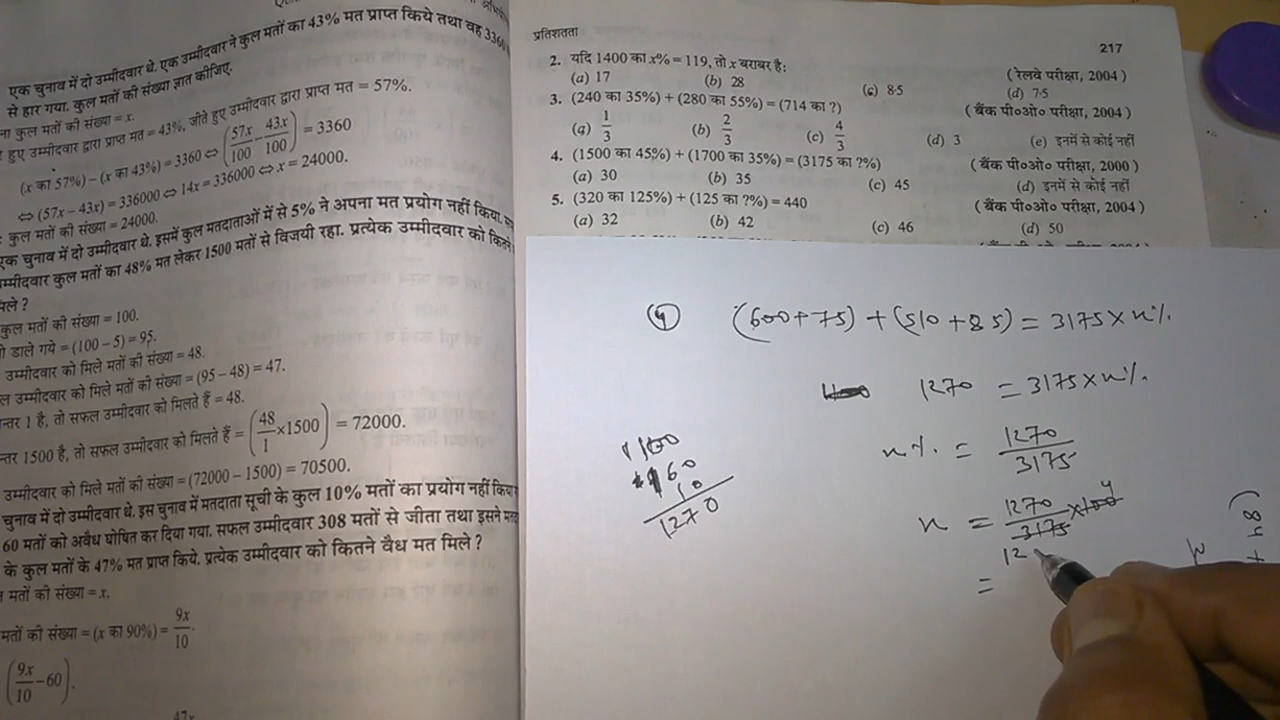 एक चुनाव में दो उम्मीदवार थे. एक उम्मीदवार ने कुल मतों का 43% मत प्राप्त किये तथा वह 3360
से हार गया. कुल मतों की संख्या ज्ञात कीजिए.
कुल मतों की संख्या = x.
हुए उम्मीदवार द्वारा प्राप्त मत = 43%, जीते हुए उम्मीदवार द्वारा प्राप्त मत = 57%.
(x का 57%) – (x का 43%) = 3360 ⇔ (57x/100 – 43x/100) = 3360
⇔ (57x – 43x) = 336000 ⇔ 14x = 336000 ⇔ x = 24000.
कुल मतों की संख्या = 24000.
एक चुनाव में दो उम्मीदवार थे. इसमें कुल मतदाताओं में से 5% ने अपना मत प्रयोग नहीं किया.
उम्मीदवार कुल मतों का 48% मत लेकर 1500 मतों से विजयी रहा. प्रत्येक उम्मीदवार को कितने
मिले ?
कुल मतों की संख्या = 100.
डाले गये = (100 – 5) = 95.
उम्मीदवार को मिले मतों की संख्या = 48.
उम्मीदवार को मिले मतों की संख्या = (95 – 48) = 47.
अन्तर 1 है, तो सफल उम्मीदवार को मिलते हैं = 48.
अन्तर 1500 है, तो सफल उम्मीदवार को मिलते हैं = (48/1 × 1500) = 72000.
उम्मीदवार को मिले मतों की संख्या = (72000 – 1500) = 70500.
चुनाव में दो उम्मीदवार थे. इस चुनाव में मतदाता सूची के कुल 10% मतों का प्रयोग नहीं किया
60 मतों को अवैध घोषित कर दिया गया. सफल उम्मीदवार 308 मतों से जीता तथा इसने
के कुल मतों के 47% मत प्राप्त किये. प्रत्येक उम्मीदवार को कितने वैध मत मिले ?
मतों की संख्या = x.
मतों की संख्या = (x का 90%) = 9x/10.
(9x/10 – 60).
47x
प्रतिशतता 217
2. यदि 1400 का x% = 119, तो x बराबर है: (रेलवे परीक्षा, 2004)
(a) 17 (b) 28 (c) 8·5 (d) 7·5
3. (240 का 35%) + (280 का 55%) = (714 का ?) (बैंक पी०ओ० परीक्षा, 2004)
(a) 1/3 (b) 2/3 (c) 4/3 (d) 3 (e) इनमें से कोई नहीं
4. (1500 का 45%) + (1700 का 35%) = (3175 का ?%) (बैंक पी०ओ० परीक्षा, 2000)
(a) 30 (b) 35 (c) 45 (d) इनमें से कोई नहीं
5. (320 का 125%) + (125 का ?%) = 440 (बैंक पी०ओ० परीक्षा, 2004)
(a) 32 (b) 42 (c) 46 (d) 50
④ (600+75) + (510+85) = 3175 × x%
1270 = 3175 × x%
x% = 1270/3175
x = 1270/3175 × 100 4
= 12
1100
160
10
1270